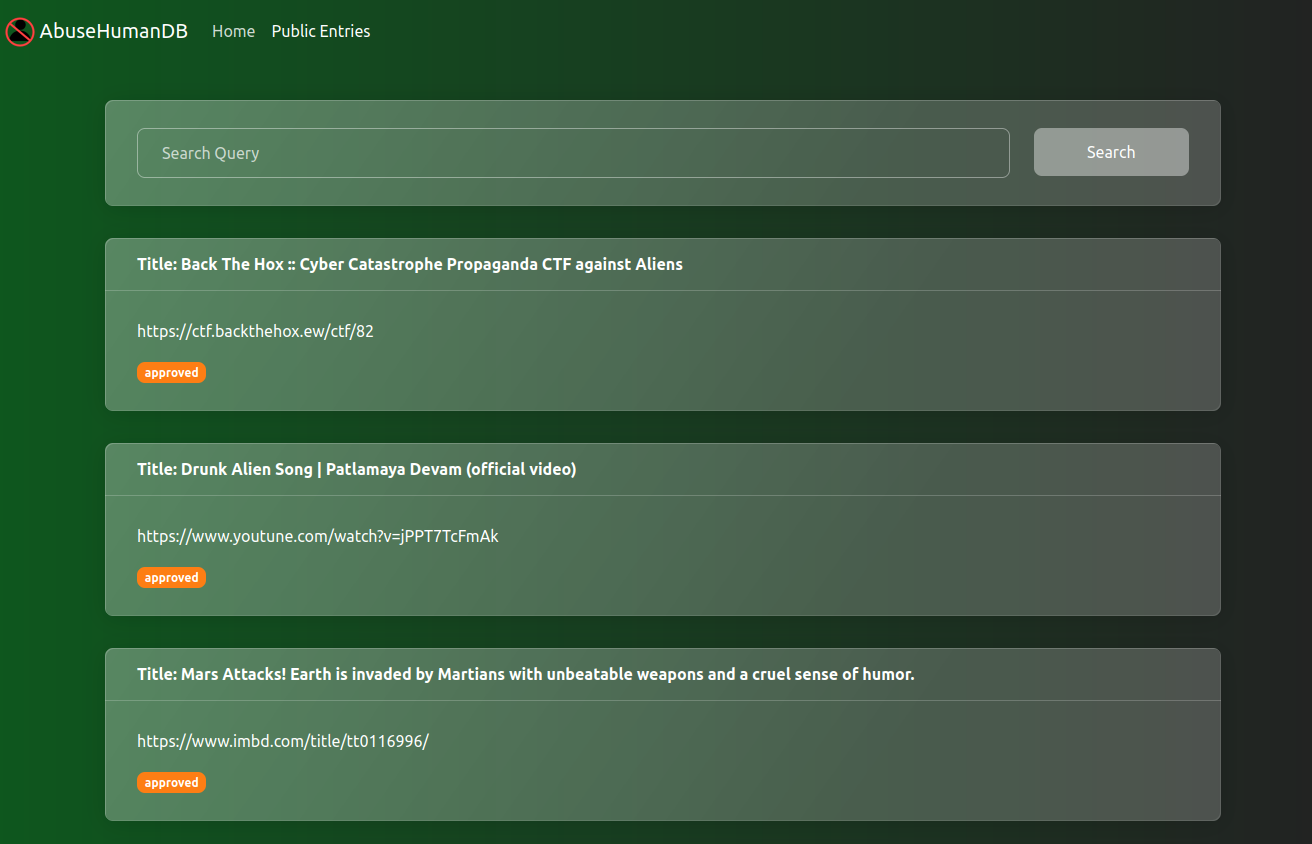 AbuseHumanDB Home Public Entries
Search Query Search
Title: Back The Hox :: Cyber Catastrophe Propaganda CTF against Aliens
https://ctf.backthehox.ew/ctf/82
approved
Title: Drunk Alien Song | Patlamaya Devam (official video)
https://www.youtune.com/watch?v=jPPT7TcFmAk
approved
Title: Mars Attacks! Earth is invaded by Martians with unbeatable weapons and a cruel sense of humor.
https://www.imbd.com/title/tt0116996/
approved